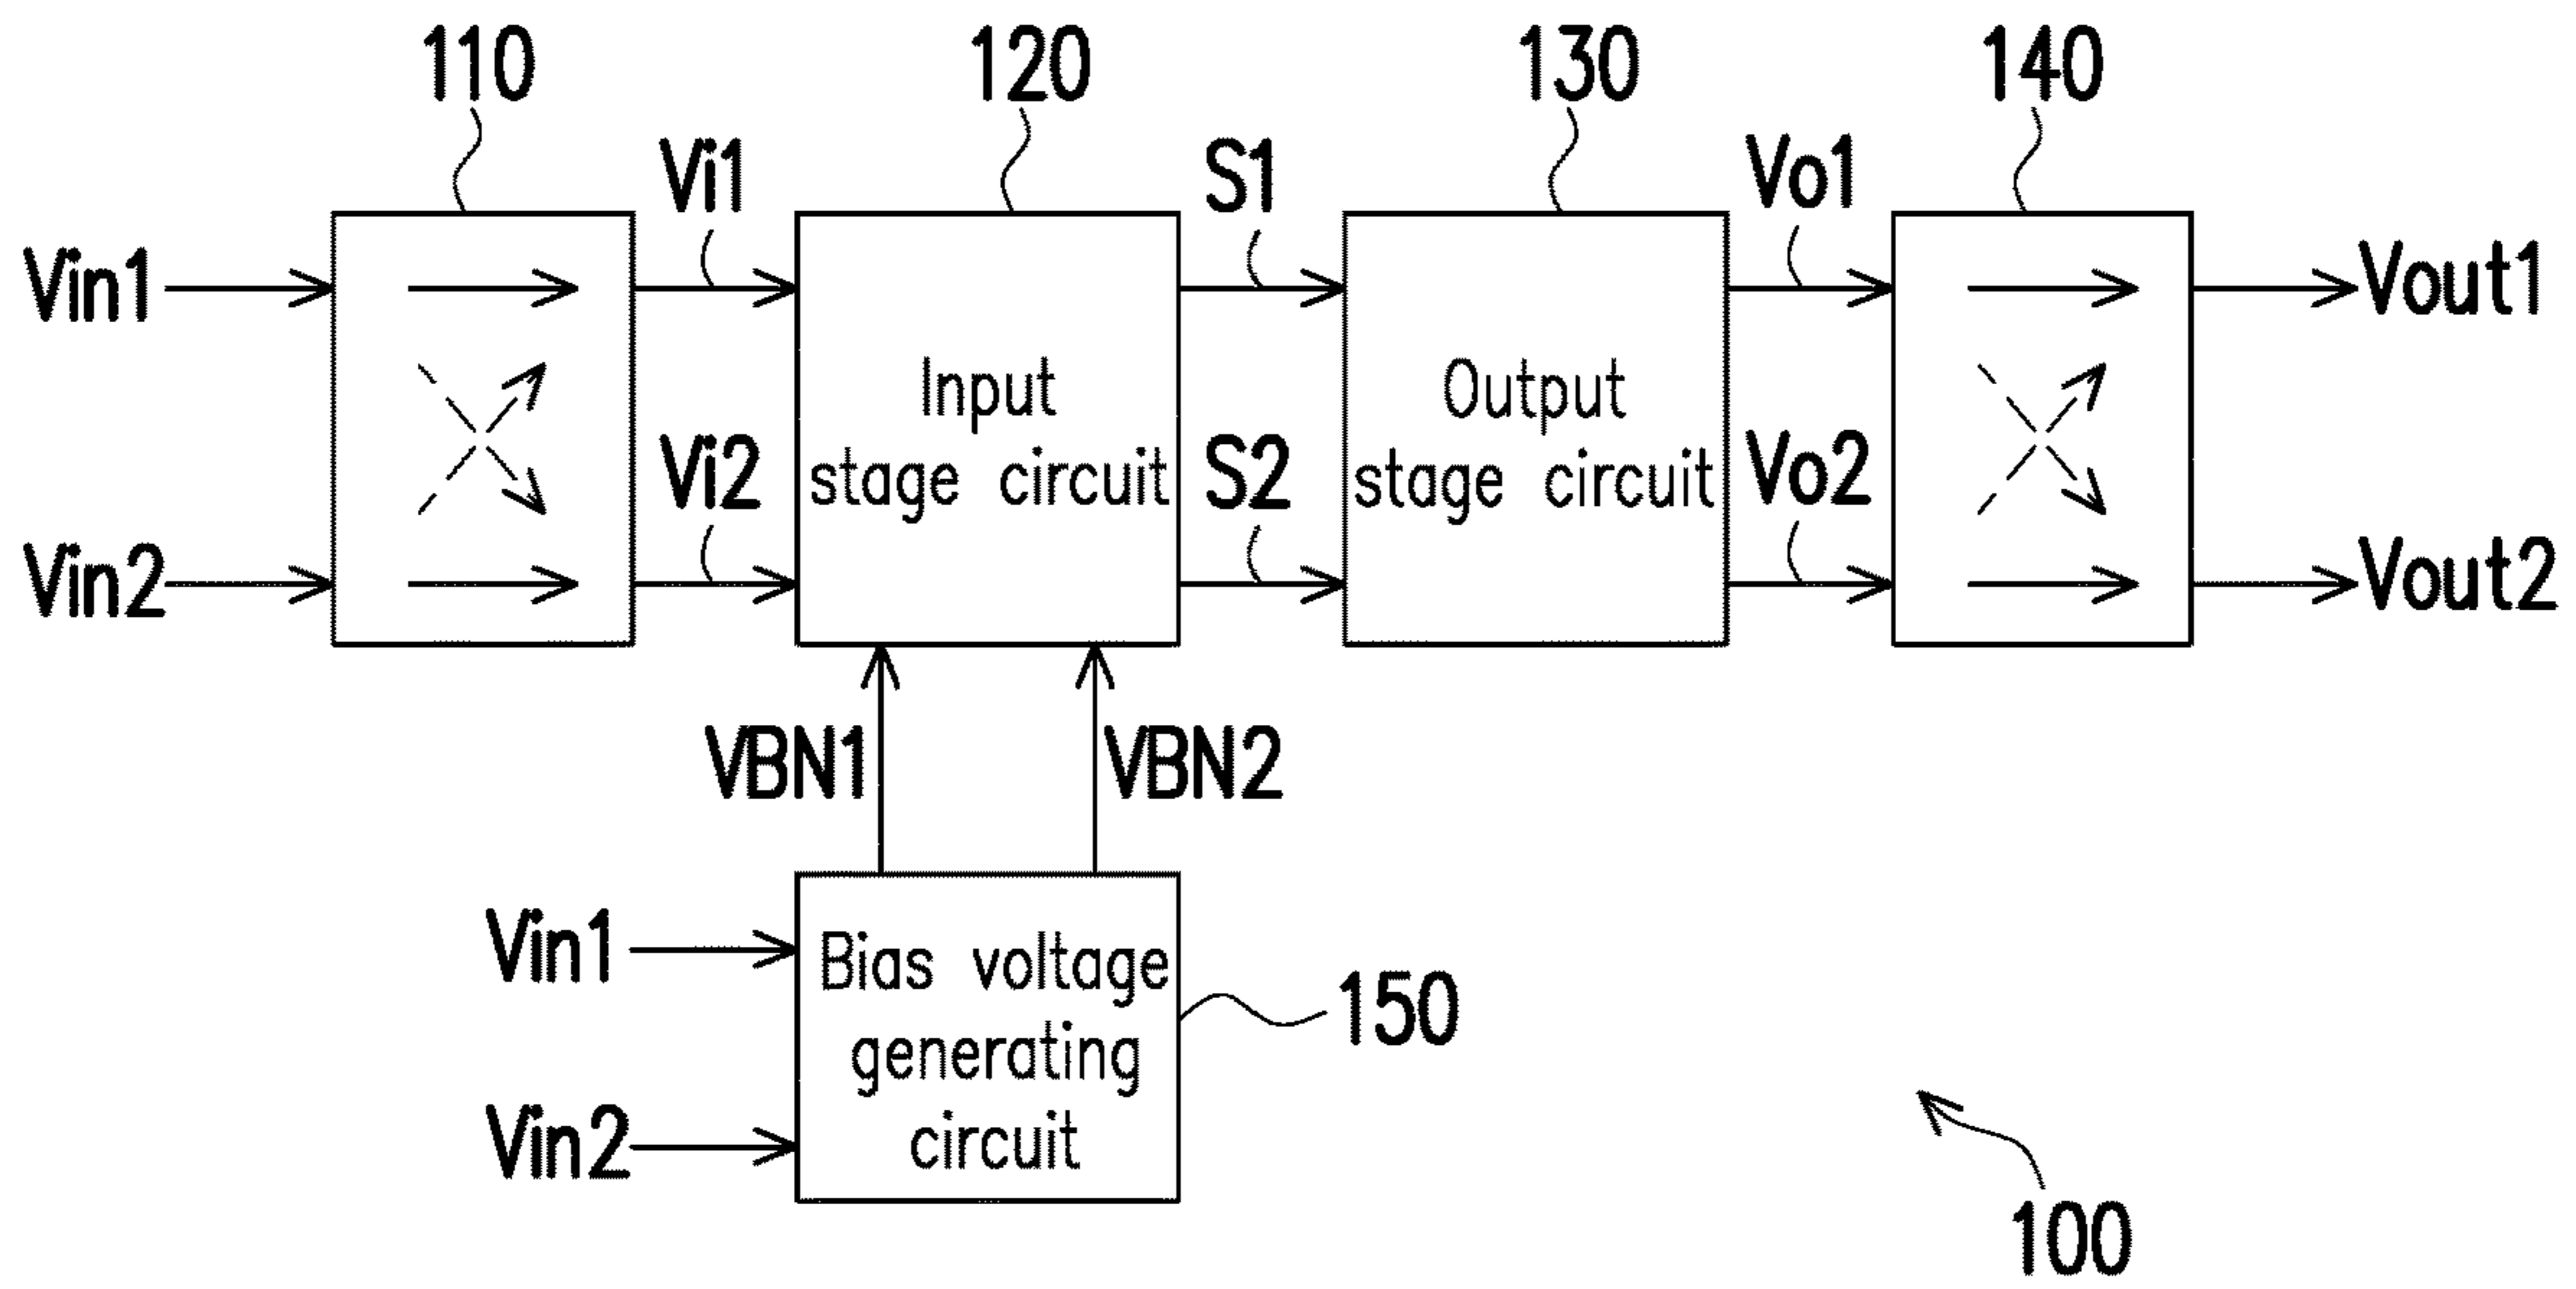 110
120
130
140
Vi1
S1
Vo1
Vin1
Vout1
Input
stage circuit
Output
stage circuit
Vi2
S2
Vo2
Vin2
Vout2
VBN1
VBN2
Vin1
Bias voltage
generating
circuit
150
Vin2
100